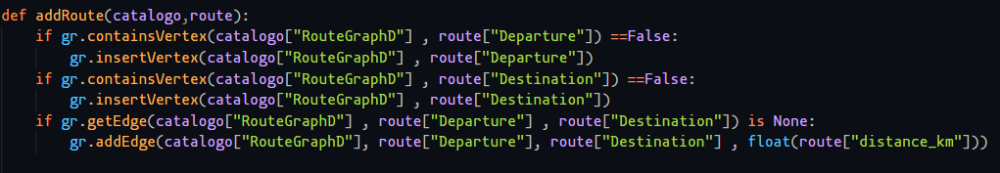 def addRoute(catalogo,route):
    if gr.containsVertex(catalogo["RouteGraphD"] , route["Departure"]) ==False:
        gr.insertVertex(catalogo["RouteGraphD"] , route["Departure"])
    if gr.containsVertex(catalogo["RouteGraphD"] , route["Destination"]) ==False:
        gr.insertVertex(catalogo["RouteGraphD"] , route["Destination"])
    if gr.getEdge(catalogo["RouteGraphD"] , route["Departure"] , route["Destination"]) is None:
        gr.addEdge(catalogo["RouteGraphD"], route["Departure"], route["Destination"] , float(route["distance_km"]))